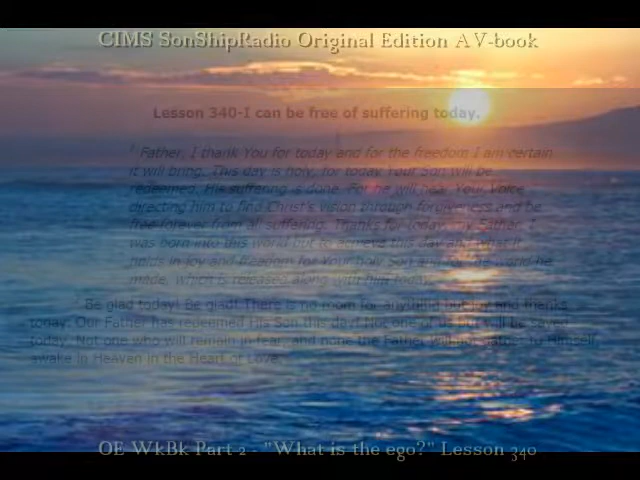 CIMS SonShipRadio Original Edition AV-book
Lesson 340-I can be free of suffering today.
1 Father, I thank You for today and for the freedom I am certain
it will bring. This day is holy, for today Your Son will be
redeemed. His suffering is done. For he will hear Your Voice
directing him to find Christ's vision through forgiveness and be
free forever from all suffering. Thanks for today, my Father. I
was born into this world but to achieve this day and what it
holds in joy and freedom for Your holy Son and for the world he
made, which is released along with him today.
2 Be glad today! Be glad! There is no room for anything but joy and thanks
today. Our Father has redeemed His Son this day! Not one of us but will be saved
today. Not one who will remain in fear, and none the Father will not gather to Himself,
awake in Heaven in the Heart of Love.
OE WkBk Part 2 - "What is the ego?" Lesson 340